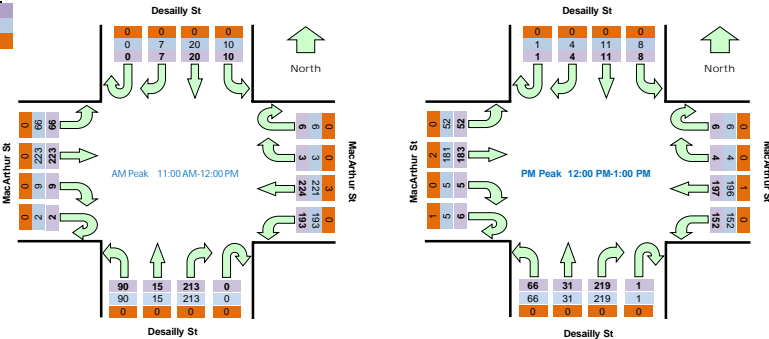 Desailly St
0 0 0 0
0 7 20 10
0 7 20 10
North
MacArthur St
0 66 66
0 223 223
0 9 9
0 2 2
AM Peak 11:00 AM-12:00 PM
6 6 0
3 3 0
224 221 3
193 193 0
MacArthur St
90 15 213 0
90 15 213 0
0 0 0 0
Desailly St
Desailly St
0 0 0 0
1 4 11 8
1 4 11 8
North
MacArthur St
0 52 52
2 181 183
0 5 5
1 5 6
PM Peak 12:00 PM-1:00 PM
6 6 0
4 4 0
197 196 1
152 152 0
MacArthur St
66 31 219 1
66 31 219 1
0 0 0 0
Desailly St